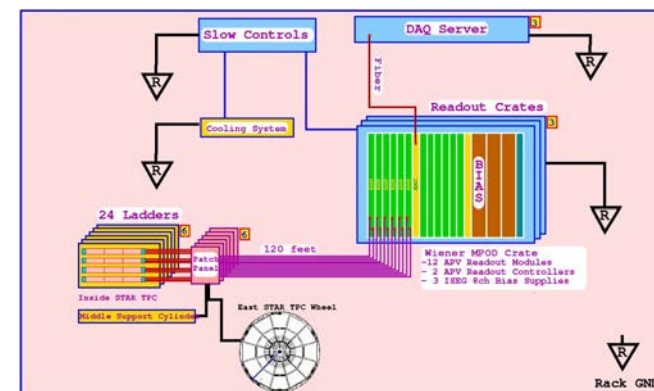 Slow Controls
DAQ Server
3
R
R
Fiber
Readout Crates
3
Cooling System
R
BIAS
R
24 Ladders
6
6
120 feet
Patch
Panel
Wiener MPOD Crate
-12 APV Readout Modules
- 2 APV Readout Controllers
- 3 ISEG 8ch Bias Supplies
Inside STAR TPC
Middle Support Cylinder
East STAR TPC Wheel
R
Rack GND